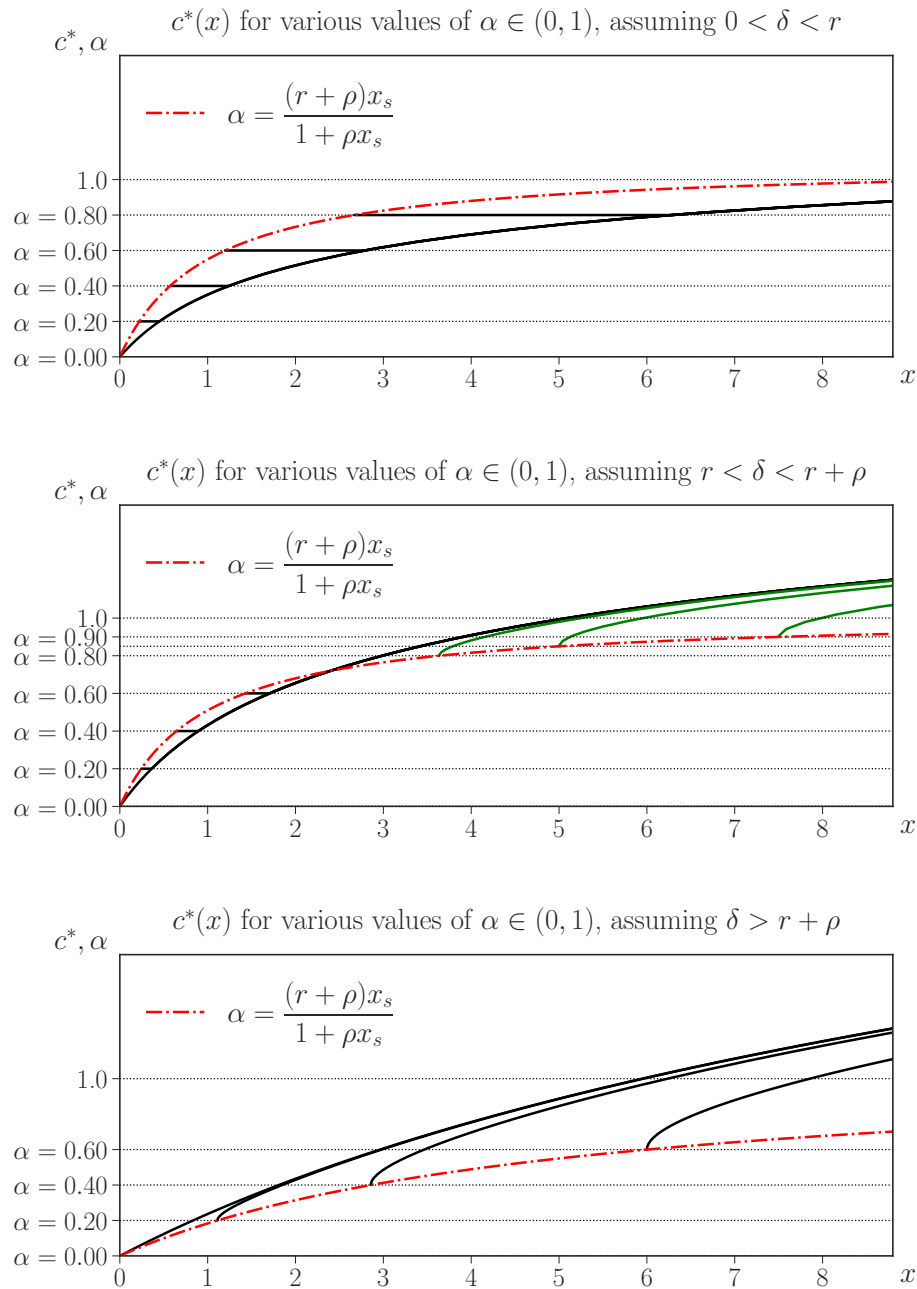 c*(x) for various values of α ∈ (0, 1), assuming 0 < δ < r
c*, α
α = (r + ρ)x_s / 1 + ρx_s
1.0
α = 0.80
α = 0.60
α = 0.40
α = 0.20
α = 0.00
0 1 2 3 4 5 6 7 8 x
c*(x) for various values of α ∈ (0, 1), assuming r < δ < r + ρ
c*, α
α = (r + ρ)x_s / 1 + ρx_s
1.0
α = 0.90
α = 0.80
α = 0.60
α = 0.40
α = 0.20
α = 0.00
0 1 2 3 4 5 6 7 8 x
c*(x) for various values of α ∈ (0, 1), assuming δ > r + ρ
c*, α
α = (r + ρ)x_s / 1 + ρx_s
1.0
α = 0.60
α = 0.40
α = 0.20
α = 0.00
0 1 2 3 4 5 6 7 8 x